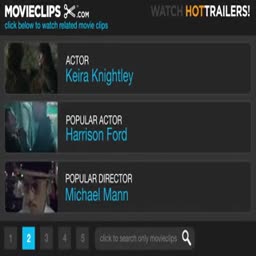 MOVIECLIPS .COM WATCH HOTTRAILERS!
click below to watch related movie clips
ACTOR
Keira Knightley
POPULAR ACTOR
Harrison Ford
POPULAR DIRECTOR
Michael Mann
1 2 3 4 5 click to search only movieclips